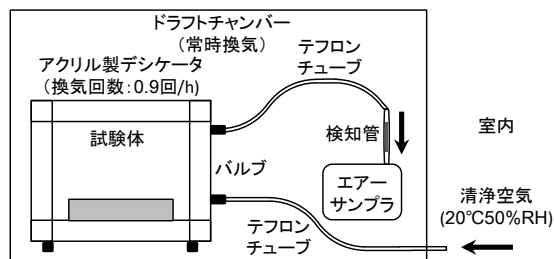 ドラフトチャンバー
（常時換気）
アクリル製デシケータ
（換気回数：0.9回/h）
テフロン
チューブ
試験体
検知管
室内
バルブ
エアー
サンプラ
清浄空気
(20℃50%RH)
テフロン
チューブ